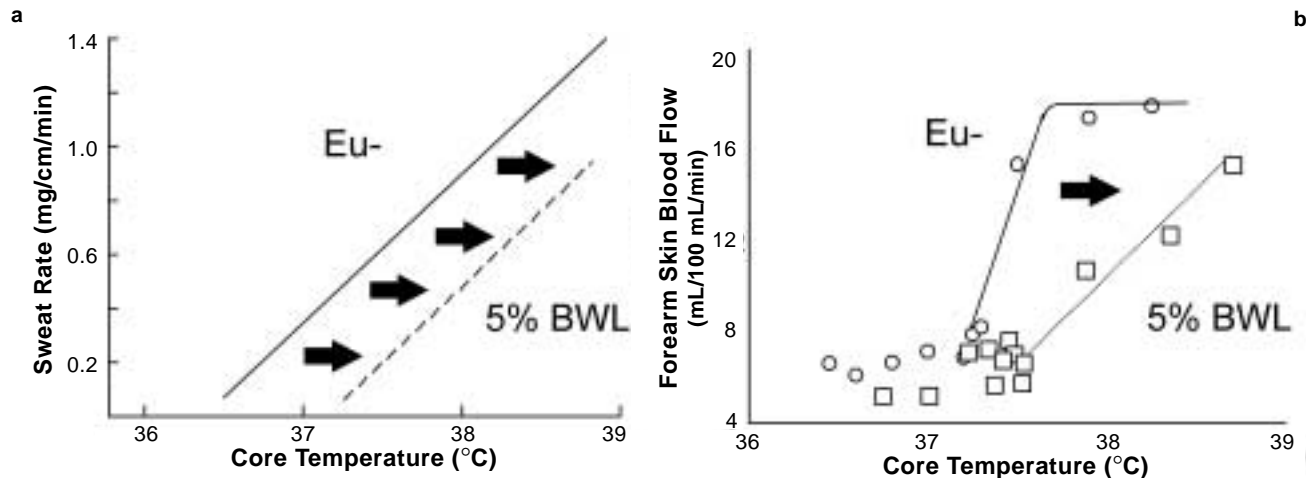 a
Sweat Rate (mg/cm/min)
1.4
1.0
0.6
0.2
Eu-
5% BWL
36
37
38
39
Core Temperature (°C)
b
Forearm Skin Blood Flow
(mL/100 mL/min)
20
16
12
8
4
Eu-
5% BWL
36
37
38
39
Core Temperature (°C)